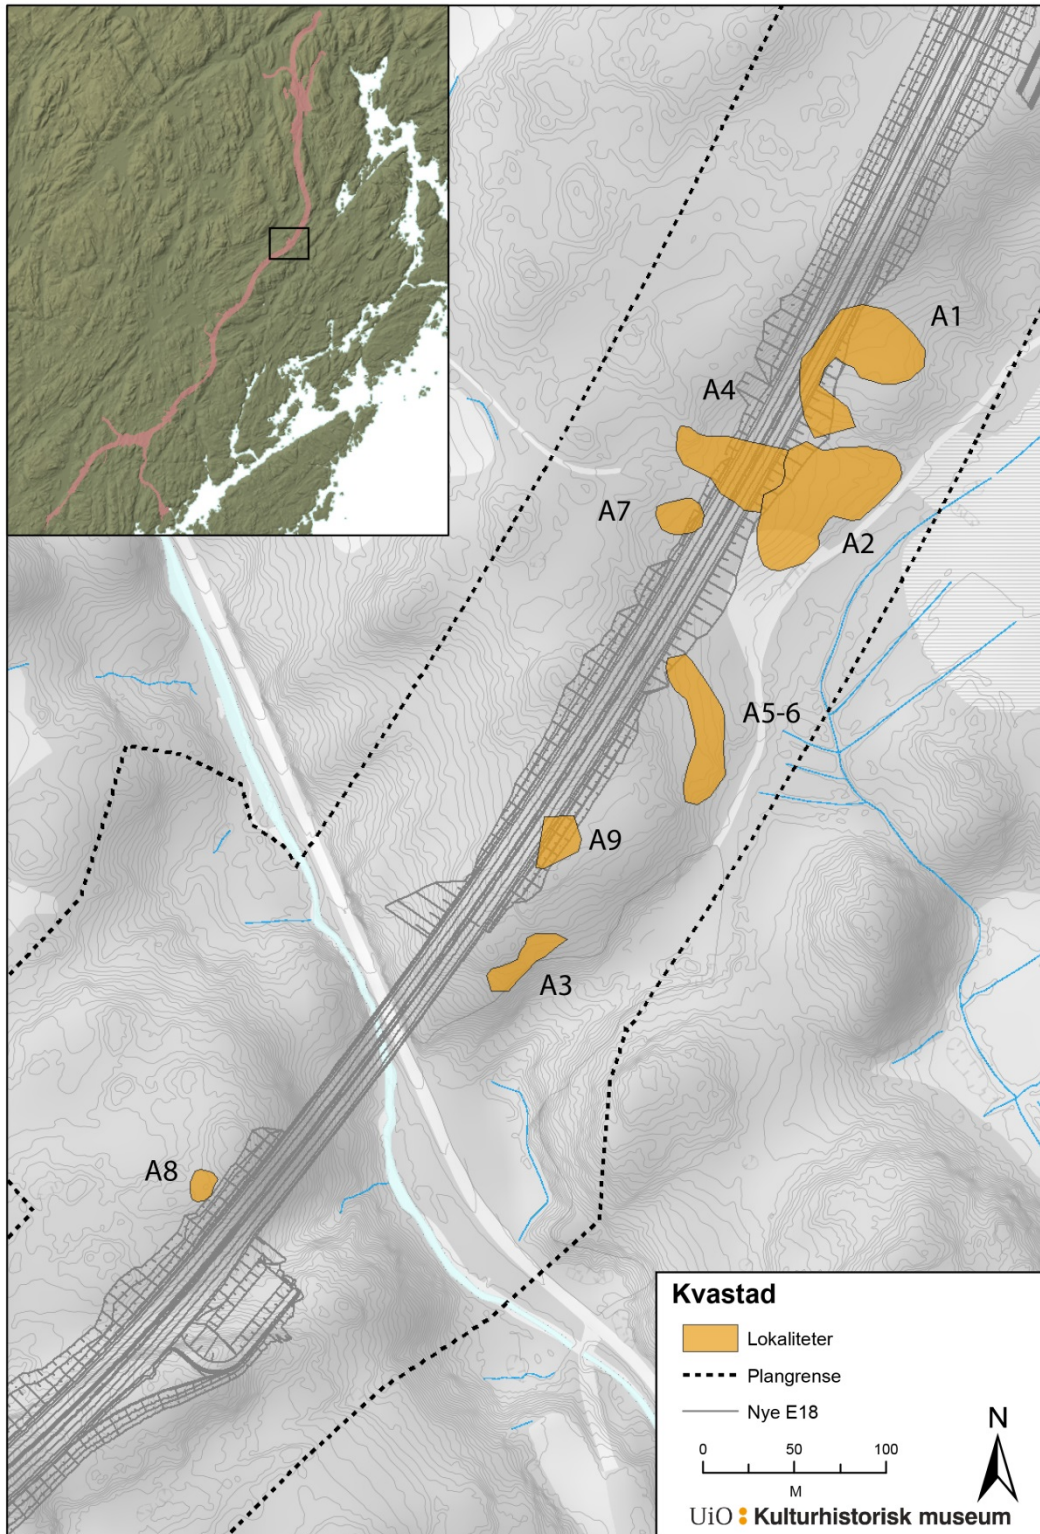 A1
A4
A7
A2
A5-6
A9
A3
A8
Kvastad
Lokaliteter
Plangrense
Nye E18
N
0 50 100
M
UiO : Kulturhistorisk museum